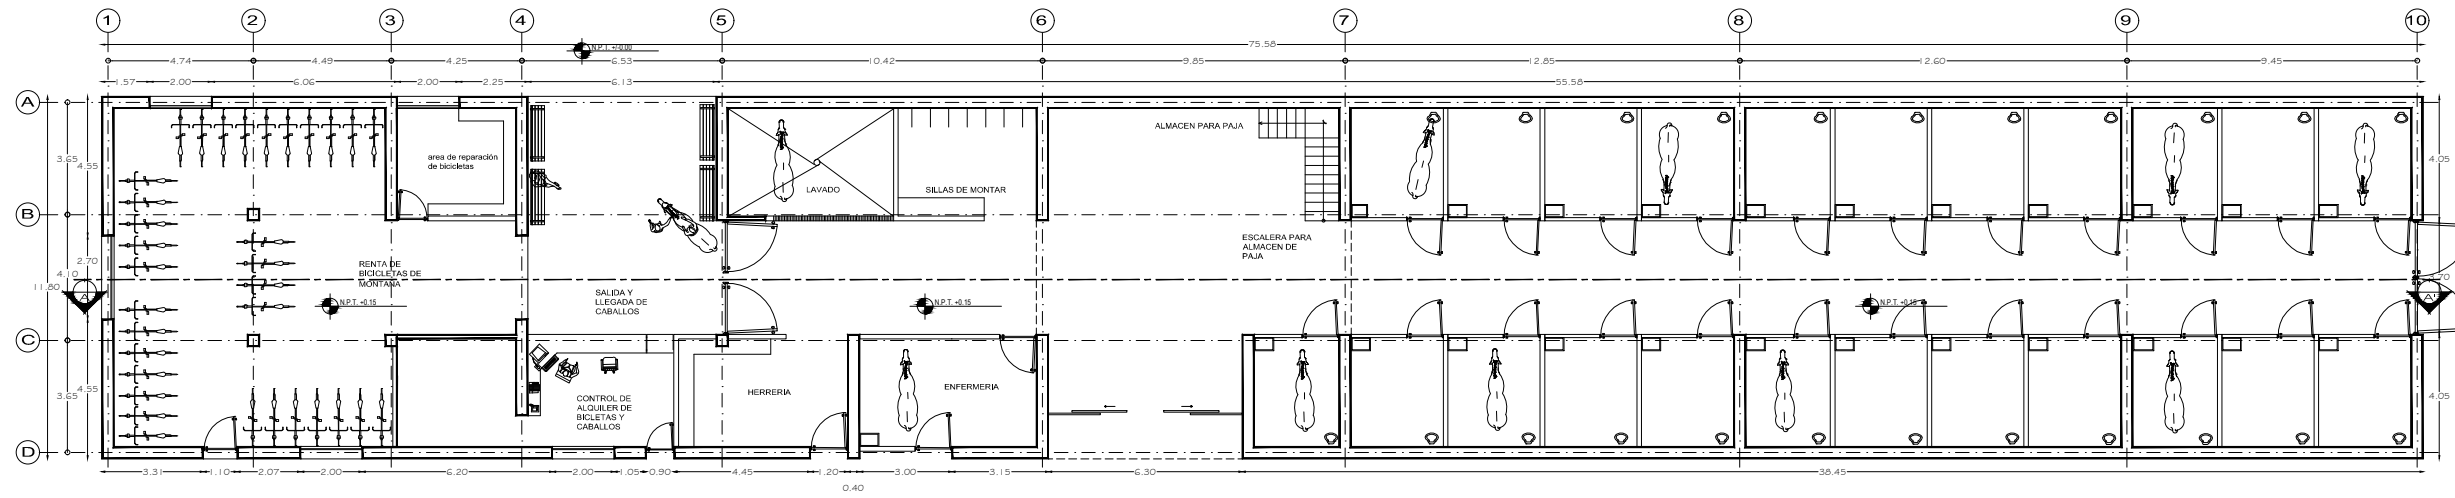 1 2 3 4 5 6 7 8 9 10
N.P.T. +/-0.00
75.58
4.74 4.49 4.25 6.53 10.42 9.85 12.85 12.60 9.45
1.57 2.00 6.06 2.00 2.25 6.13 55.58
A
B
C
D
3.65 4.55
2.70
4.10
11.80
4.55
3.65
A
area de reparación
de bicicletas
LAVADO
SILLAS DE MONTAR
ALMACEN PARA PAJA
ESCALERA PARA
ALMACEN DE
PAJA
RENTA DE
BICICLETAS DE
MONTAÑA
N.P.T. +0.15
SALIDA Y
LLEGADA DE
CABALLOS
N.P.T. +0.15
N.P.T. +0.15
CONTROL DE
ALQUILER DE
BICLETAS Y
CABALLOS
HERRERIA
ENFERMERIA
4.05
3.70
A'
4.05
3.31 1.10 2.07 2.00 6.20 2.00 1.05 0.90 4.45 1.20 3.00 3.15 6.30 38.45
0.40